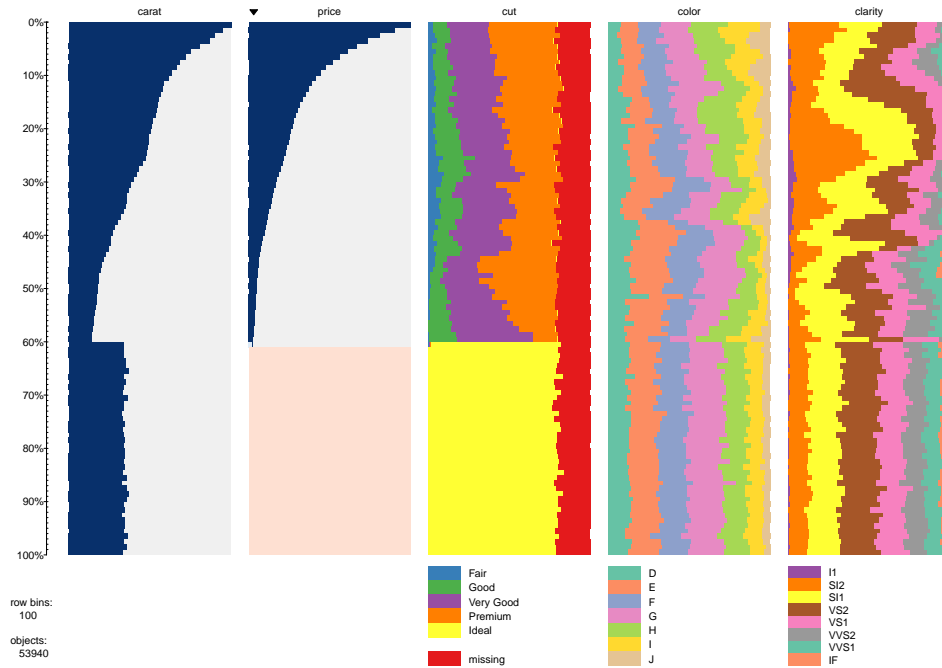 carat price cut color clarity
0%
10%
20%
30%
40%
50%
60%
70%
80%
90%
100%
row bins:
100
objects:
53940
Fair
Good
Very Good
Premium
Ideal
missing
D
E
F
G
H
I
J
I1
SI2
SI1
VS2
VS1
VVS2
VVS1
IF